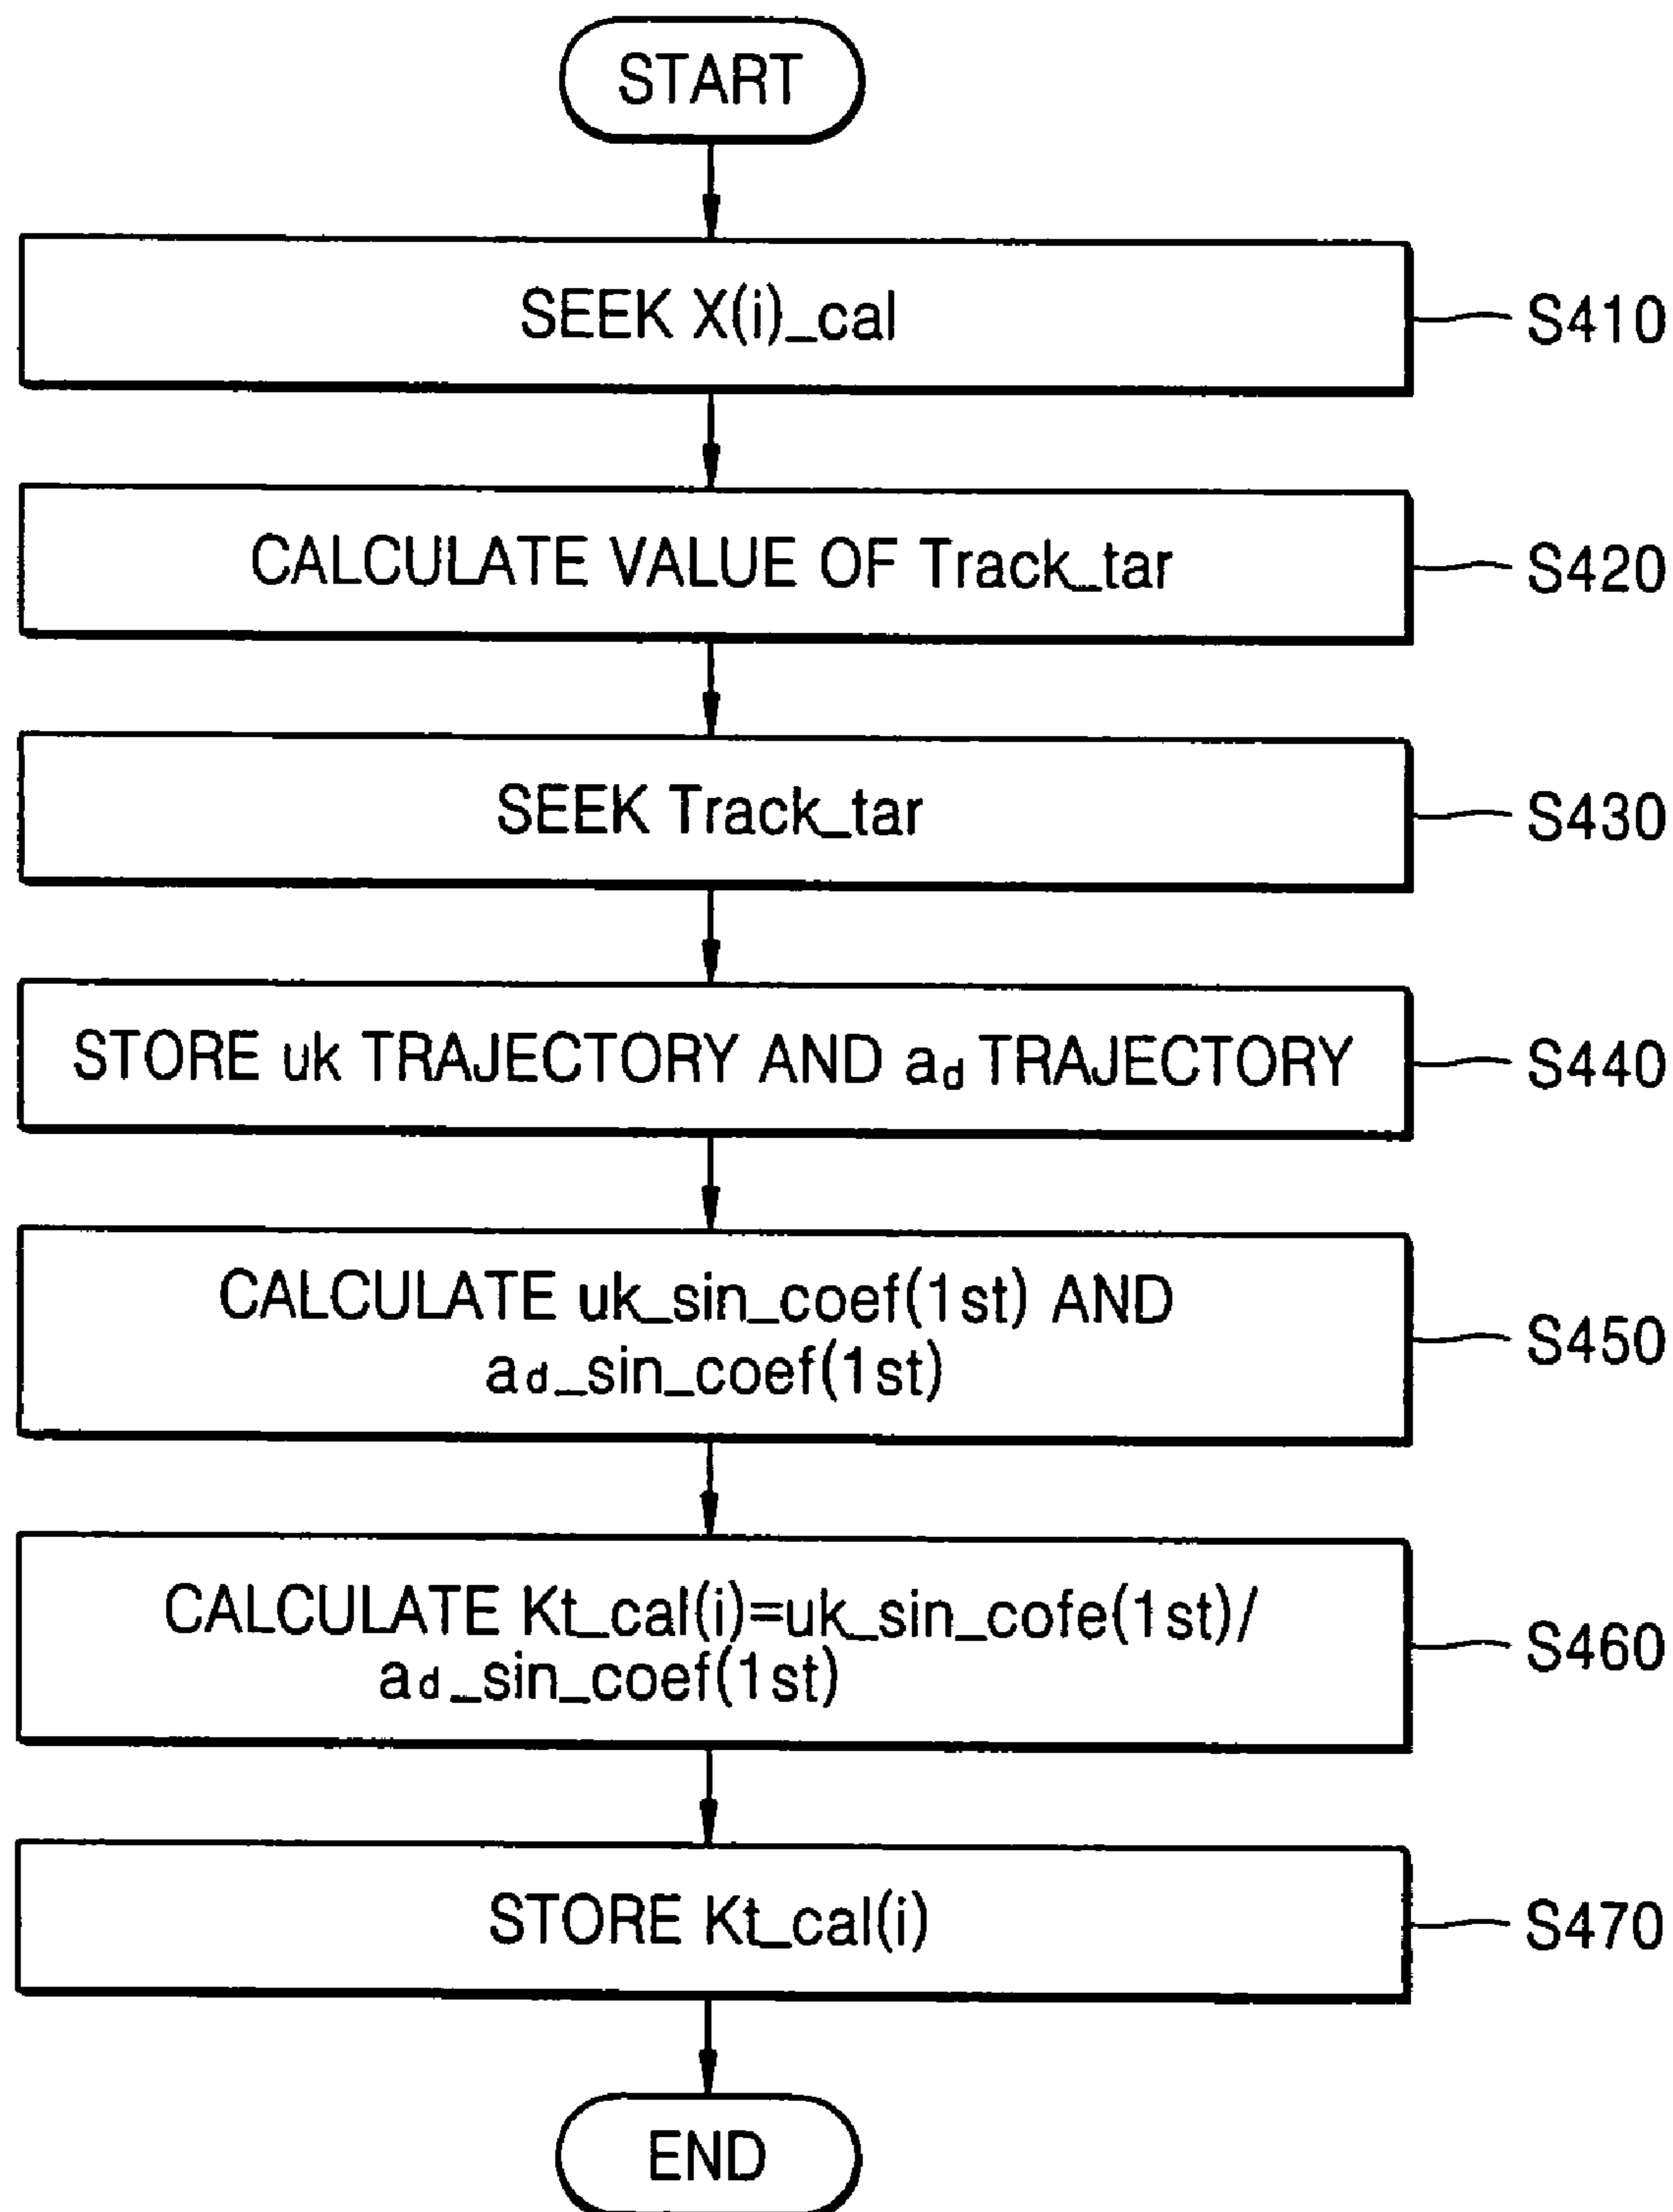 START
SEEK X(i)_cal
S410
CALCULATE VALUE OF Track_tar
S420
SEEK Track_tar
S430
STORE uk TRAJECTORY AND ad TRAJECTORY
S440
CALCULATE uk_sin_coef(1st) AND
ad_sin_coef(1st)
S450
CALCULATE Kt_cal(i)=uk_sin_cofe(1st)/
ad_sin_coef(1st)
S460
STORE Kt_cal(i)
S470
END